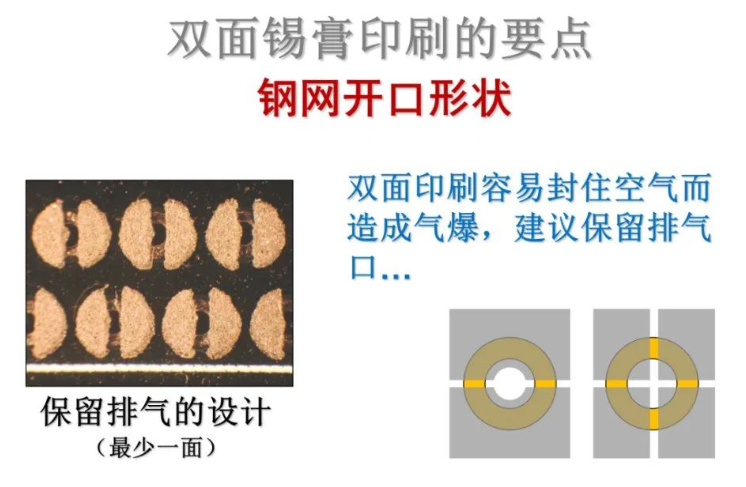 双面锡膏印刷的要点
钢网开口形状
双面印刷容易封住空气而
造成气爆，建议保留排气
口...
保留排气的设计
（最少一面）